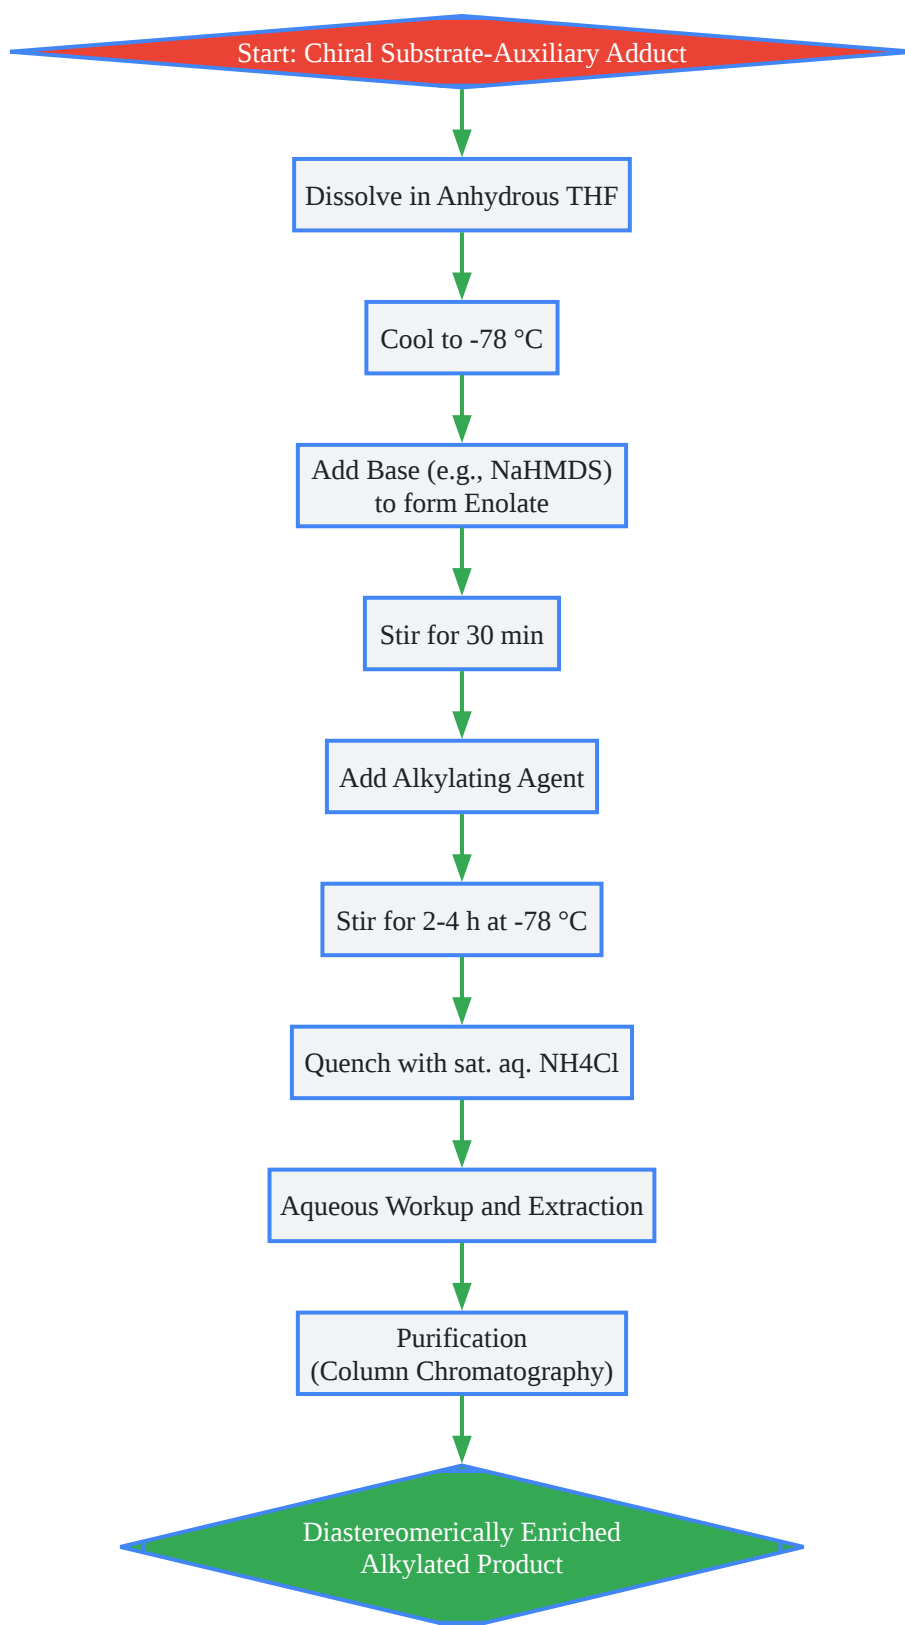 Start: Chiral Substrate-Auxiliary Adduct
Dissolve in Anhydrous THF
Cool to -78 °C
Add Base (e.g., NaHMDS)
to form Enolate
Stir for 30 min
Add Alkylating Agent
Stir for 2-4 h at -78 °C
Quench with sat. aq. NH4Cl
Aqueous Workup and Extraction
Purification
(Column Chromatography)
Diastereomerically Enriched
Alkylated Product